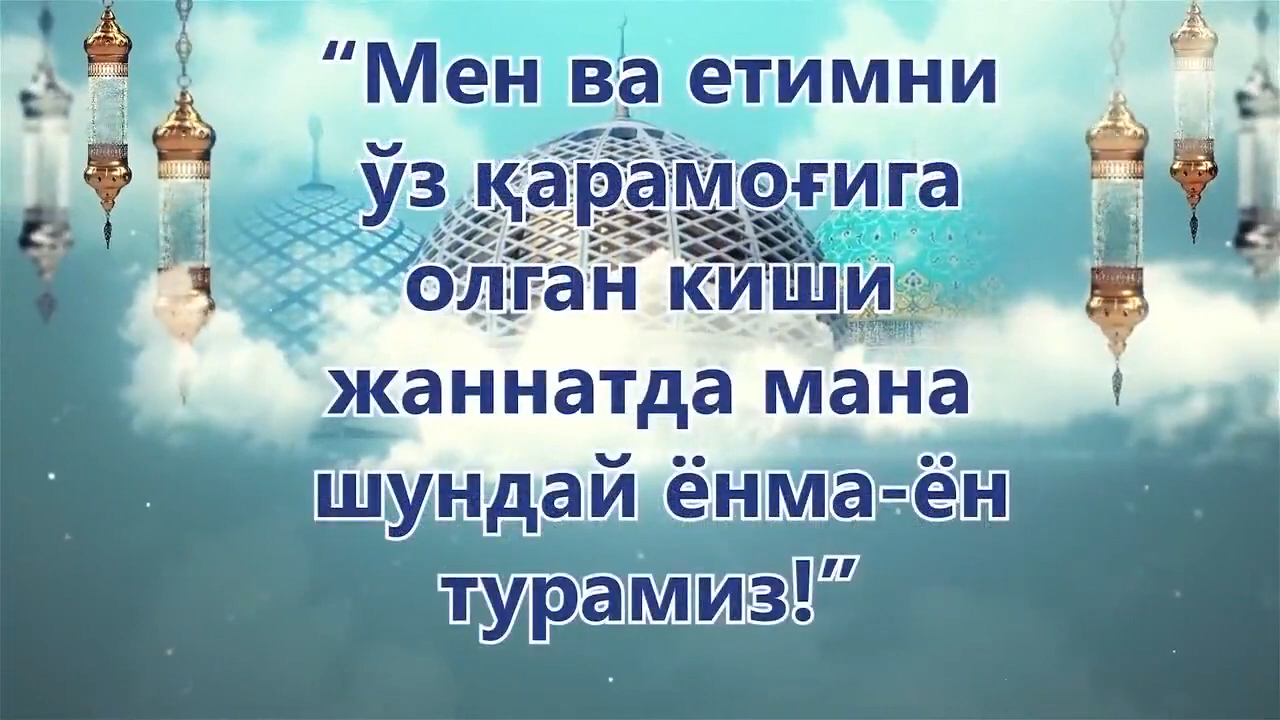 “Мен ва етимни
ўз қарамоғига
олган киши
жаннатда мана
шундай ёнма-ён
турамиз!”